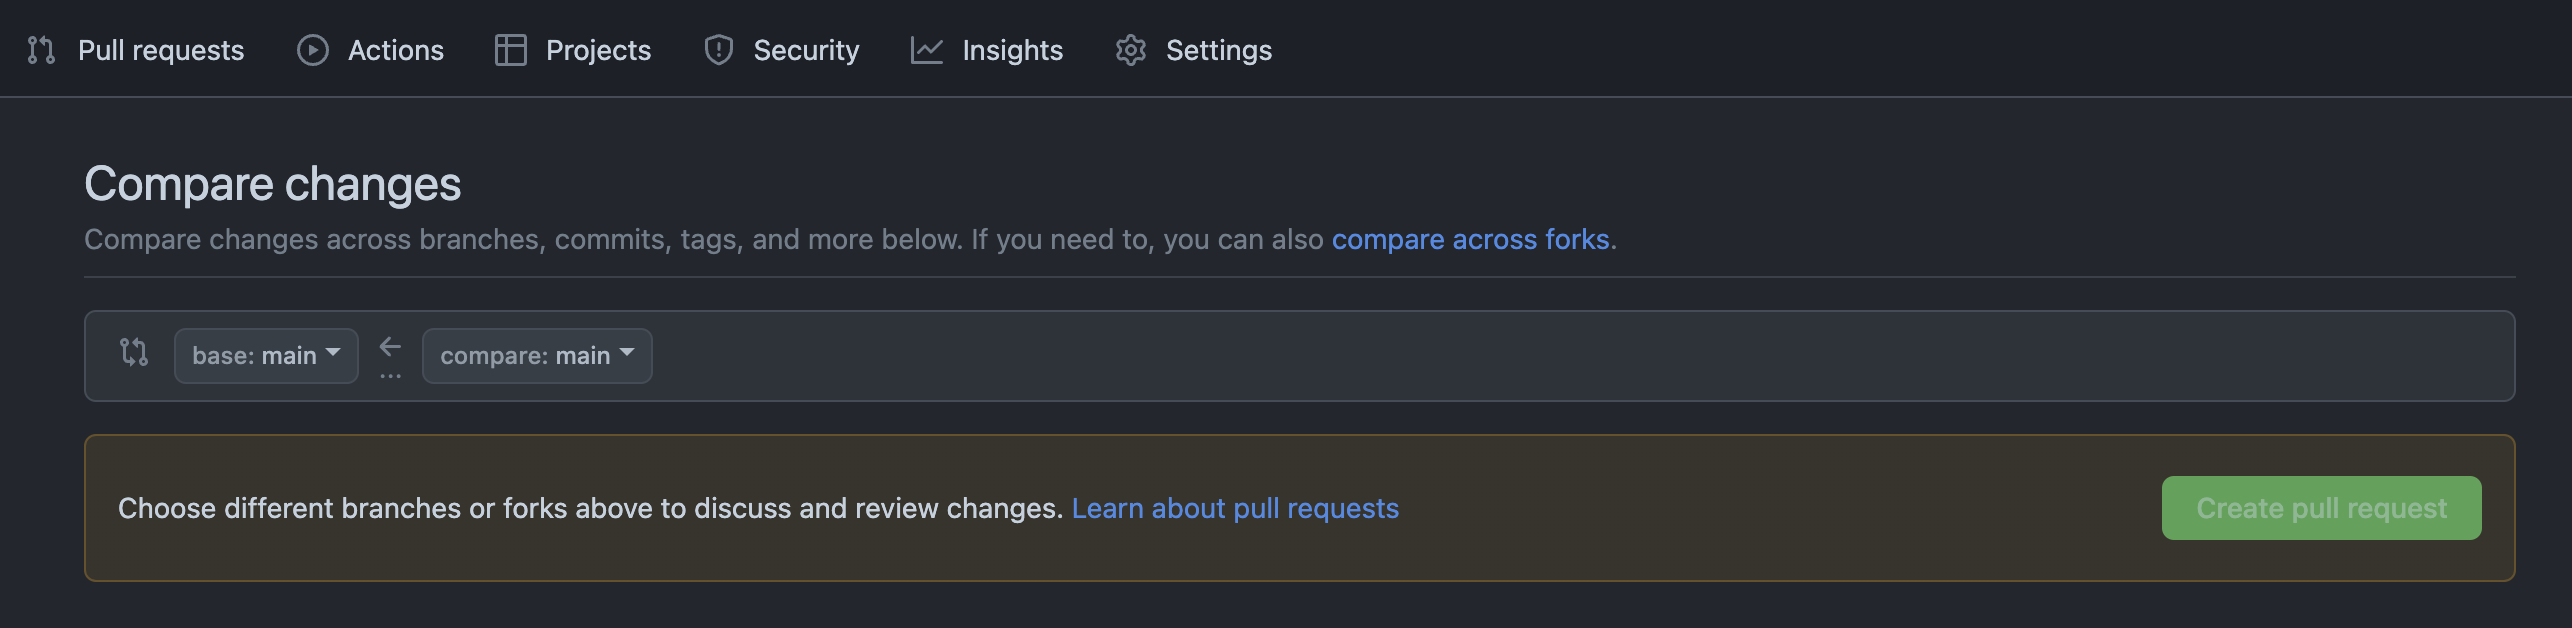 Pull requests Actions Projects Security Insights Settings
Compare changes
Compare changes across branches, commits, tags, and more below. If you need to, you can also compare across forks.
base: main ← compare: main
...
Choose different branches or forks above to discuss and review changes. Learn about pull requests Create pull request